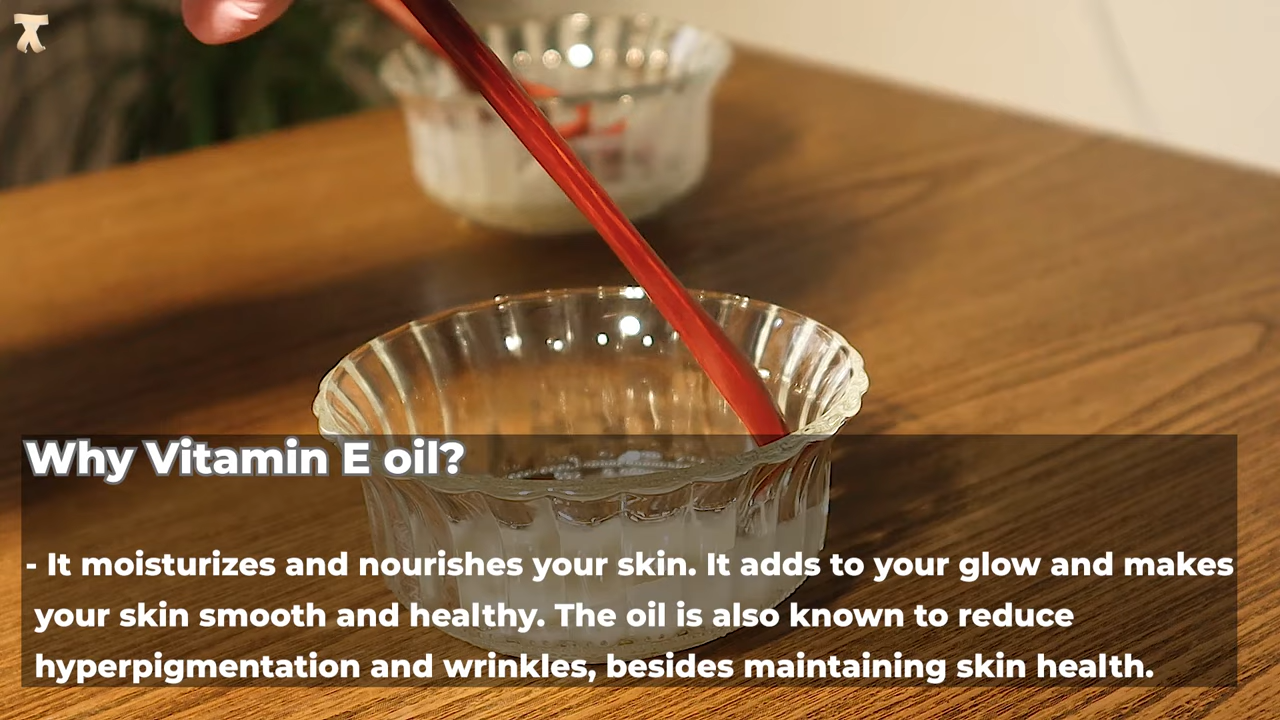 Why Vitamin E oil?
- It moisturizes and nourishes your skin. It adds to your glow and makes
your skin smooth and healthy. The oil is also known to reduce
hyperpigmentation and wrinkles, besides maintaining skin health.